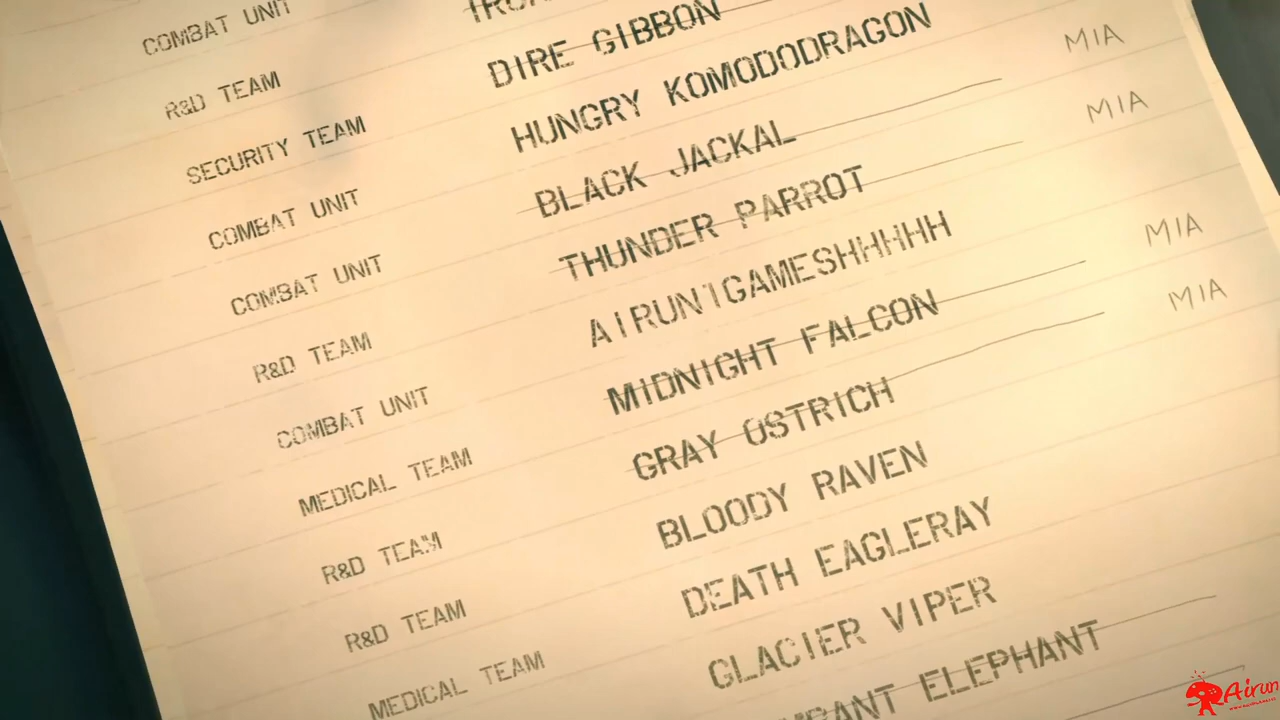 COMBAT UNIT
R&D TEAM
SECURITY TEAM DIRE GIBBON
COMBAT UNIT HUNGRY KOMODODRAGON
COMBAT UNIT BLACK JACKAL MIA
R&D TEAM THUNDER PARROT MIA
COMBAT UNIT AIRUN1GAMESHHHHH
MEDICAL TEAM MIDNIGHT FALCON MIA
R&D TEAM GRAY OSTRICH MIA
R&D TEAM BLOODY RAVEN
MEDICAL TEAM DEATH EAGLERAY
GLACIER VIPER
ELEPHANT
Airun